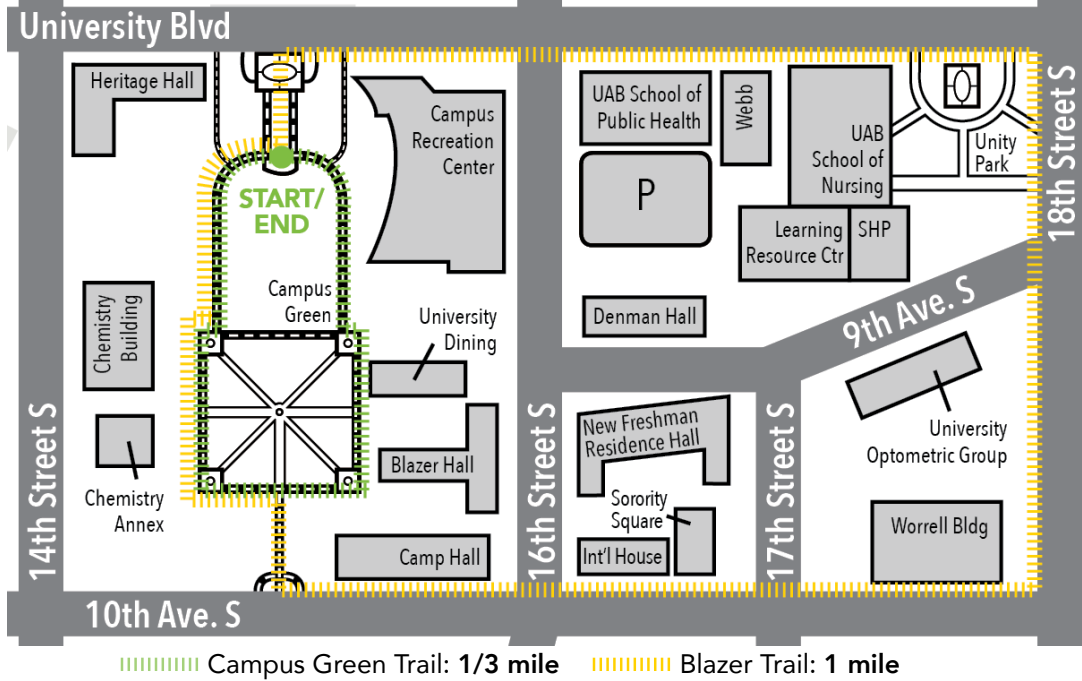 University Blvd
Heritage Hall
Campus
Recreation
Center
UAB School of
Public Health
Webb
UAB
School of
Nursing
Unity
Park
18th Street S
P
START/
END
Learning
Resource Ctr
SHP
Campus
Green
Chemistry
Building
University
Dining
Denman Hall
9th Ave. S
14th Street S
16th Street S
17th Street S
New Freshman
Residence Hall
University
Optometric Group
Blazer Hall
Chemistry
Annex
Sorority
Square
Worrell Bldg
Camp Hall
Int'l House
10th Ave. S
Campus Green Trail: 1/3 mile
Blazer Trail: 1 mile